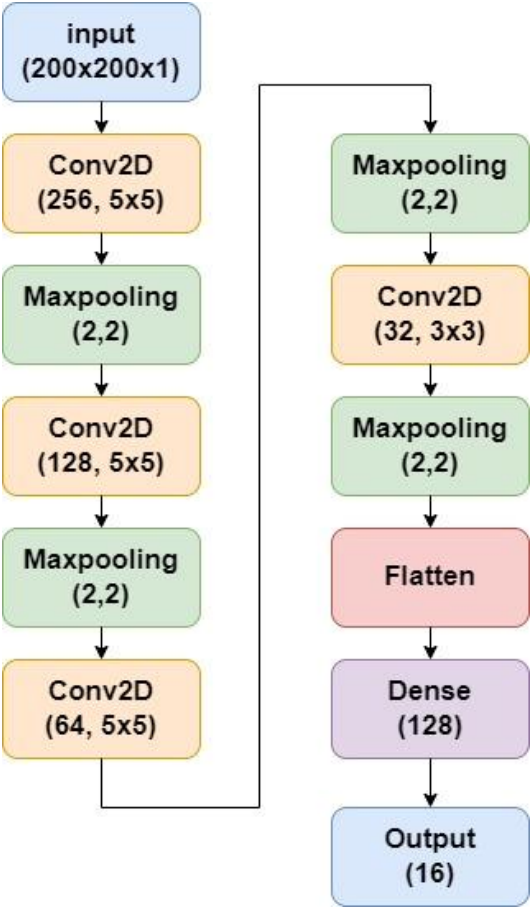 input
(200x200x1)
Conv2D
(256, 5x5)
Maxpooling
(2,2)
Conv2D
(128, 5x5)
Maxpooling
(2,2)
Conv2D
(64, 5x5)
Maxpooling
(2,2)
Conv2D
(32, 3x3)
Maxpooling
(2,2)
Flatten
Dense
(128)
Output
(16)